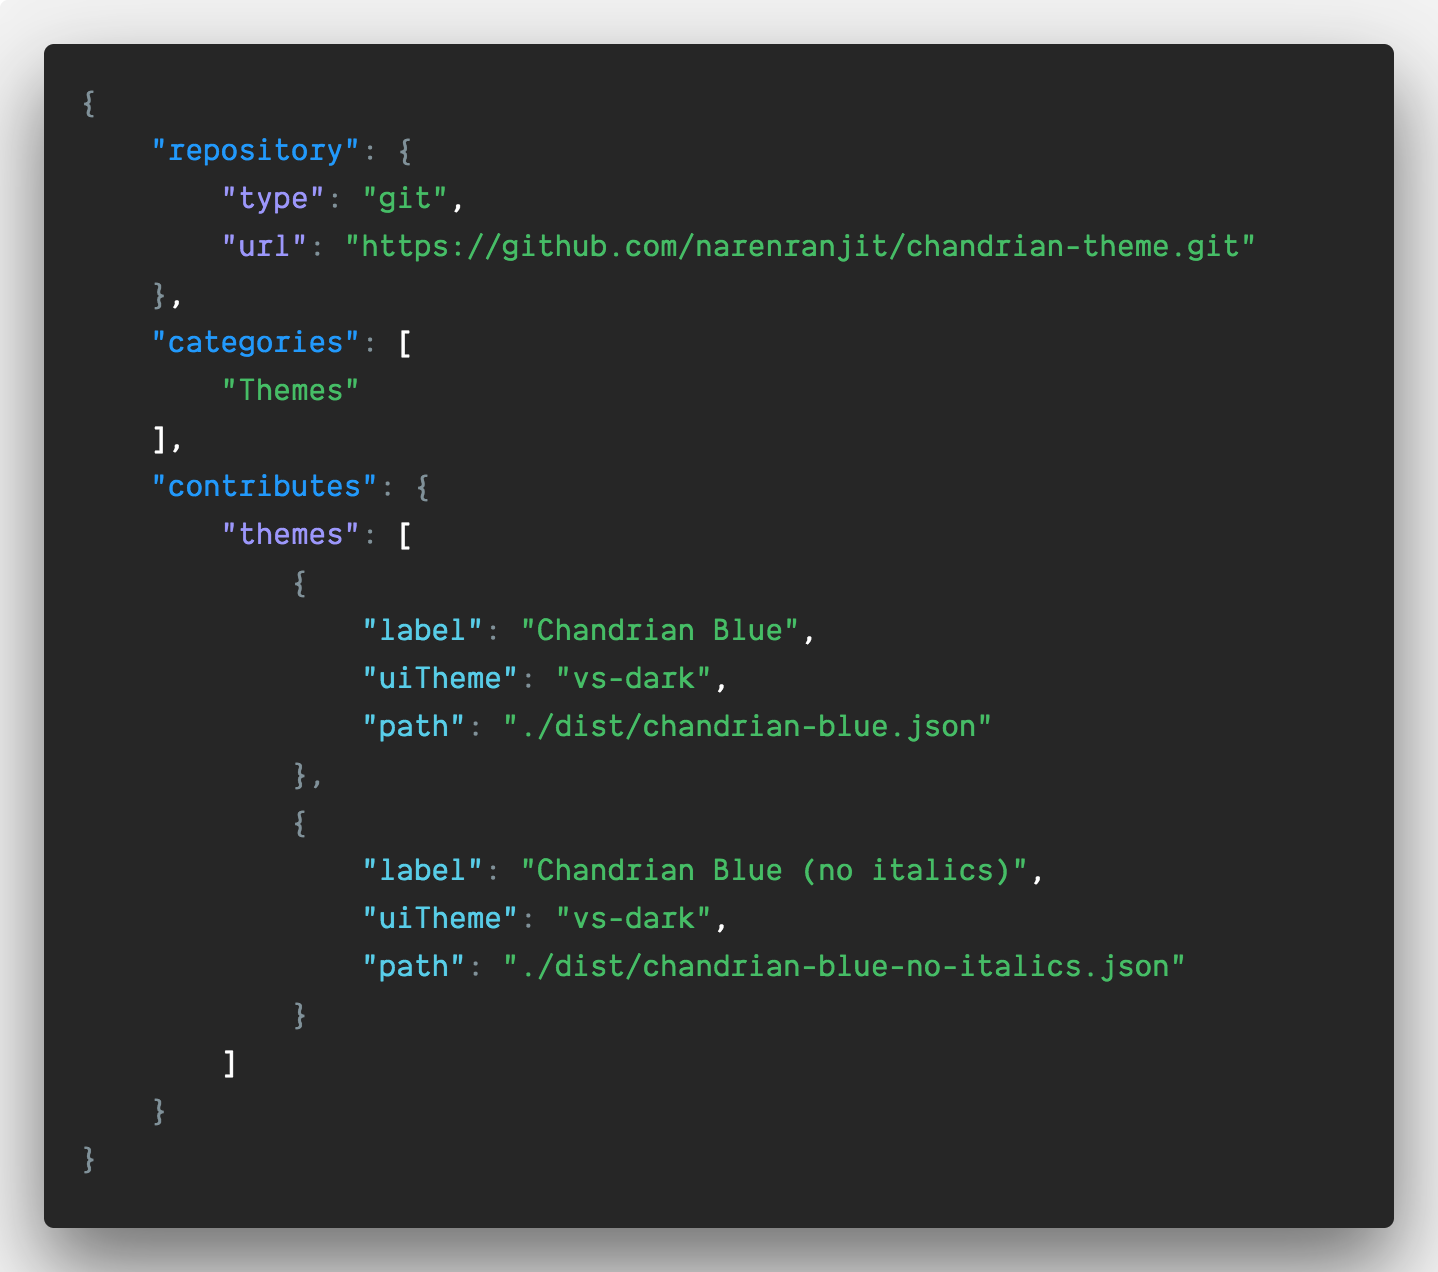 {
    "repository": {
        "type": "git",
        "url": "https://github.com/narenranjit/chandrian-theme.git"
    },
    "categories": [
        "Themes"
    ],
    "contributes": {
        "themes": [
            {
                "label": "Chandrian Blue",
                "uiTheme": "vs-dark",
                "path": "./dist/chandrian-blue.json"
            },
            {
                "label": "Chandrian Blue (no italics)",
                "uiTheme": "vs-dark",
                "path": "./dist/chandrian-blue-no-italics.json"
            }
        ]
    }
}